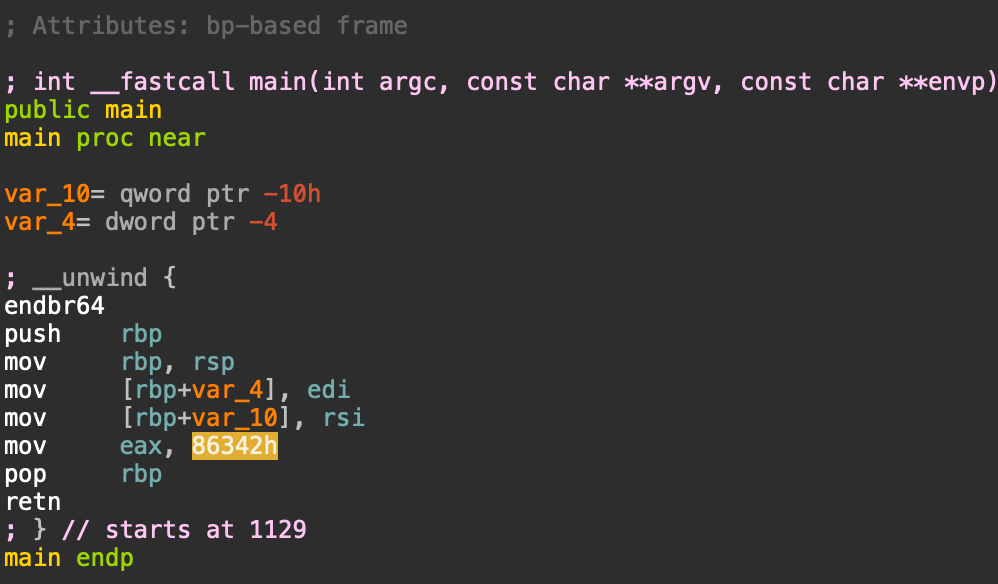 ; Attributes: bp-based frame
; int __fastcall main(int argc, const char **argv, const char **envp)
public main
main proc near
var_10= qword ptr -10h
var_4= dword ptr -4
; __unwind {
endbr64
push    rbp
mov     rbp, rsp
mov     [rbp+var_4], edi
mov     [rbp+var_10], rsi
mov     eax, 86342h
pop     rbp
retn
; } // starts at 1129
main endp